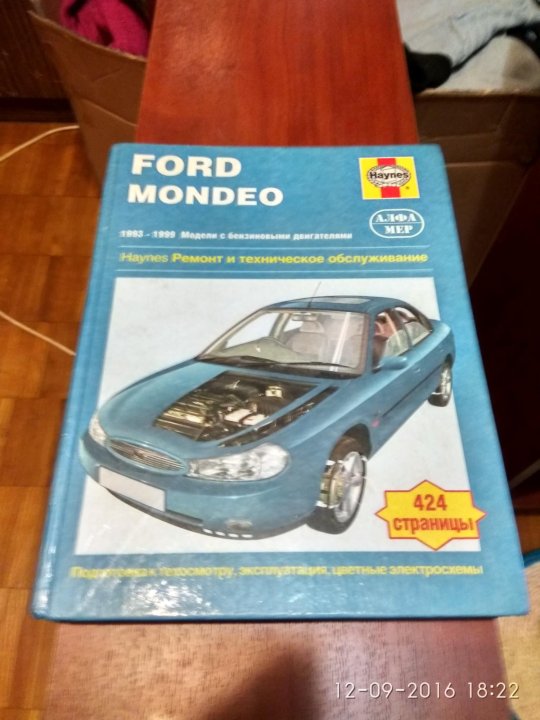 FORD
MONDEO
Haynes
®
АЛФА
МЕР
1993 - 1999 Модели с бензиновыми двигателями
Haynes Ремонт и техническое обслуживание
424
страницы
Подготовка к техосмотру, эксплуатация, цветные электросхемы
12-09-2016 18:22